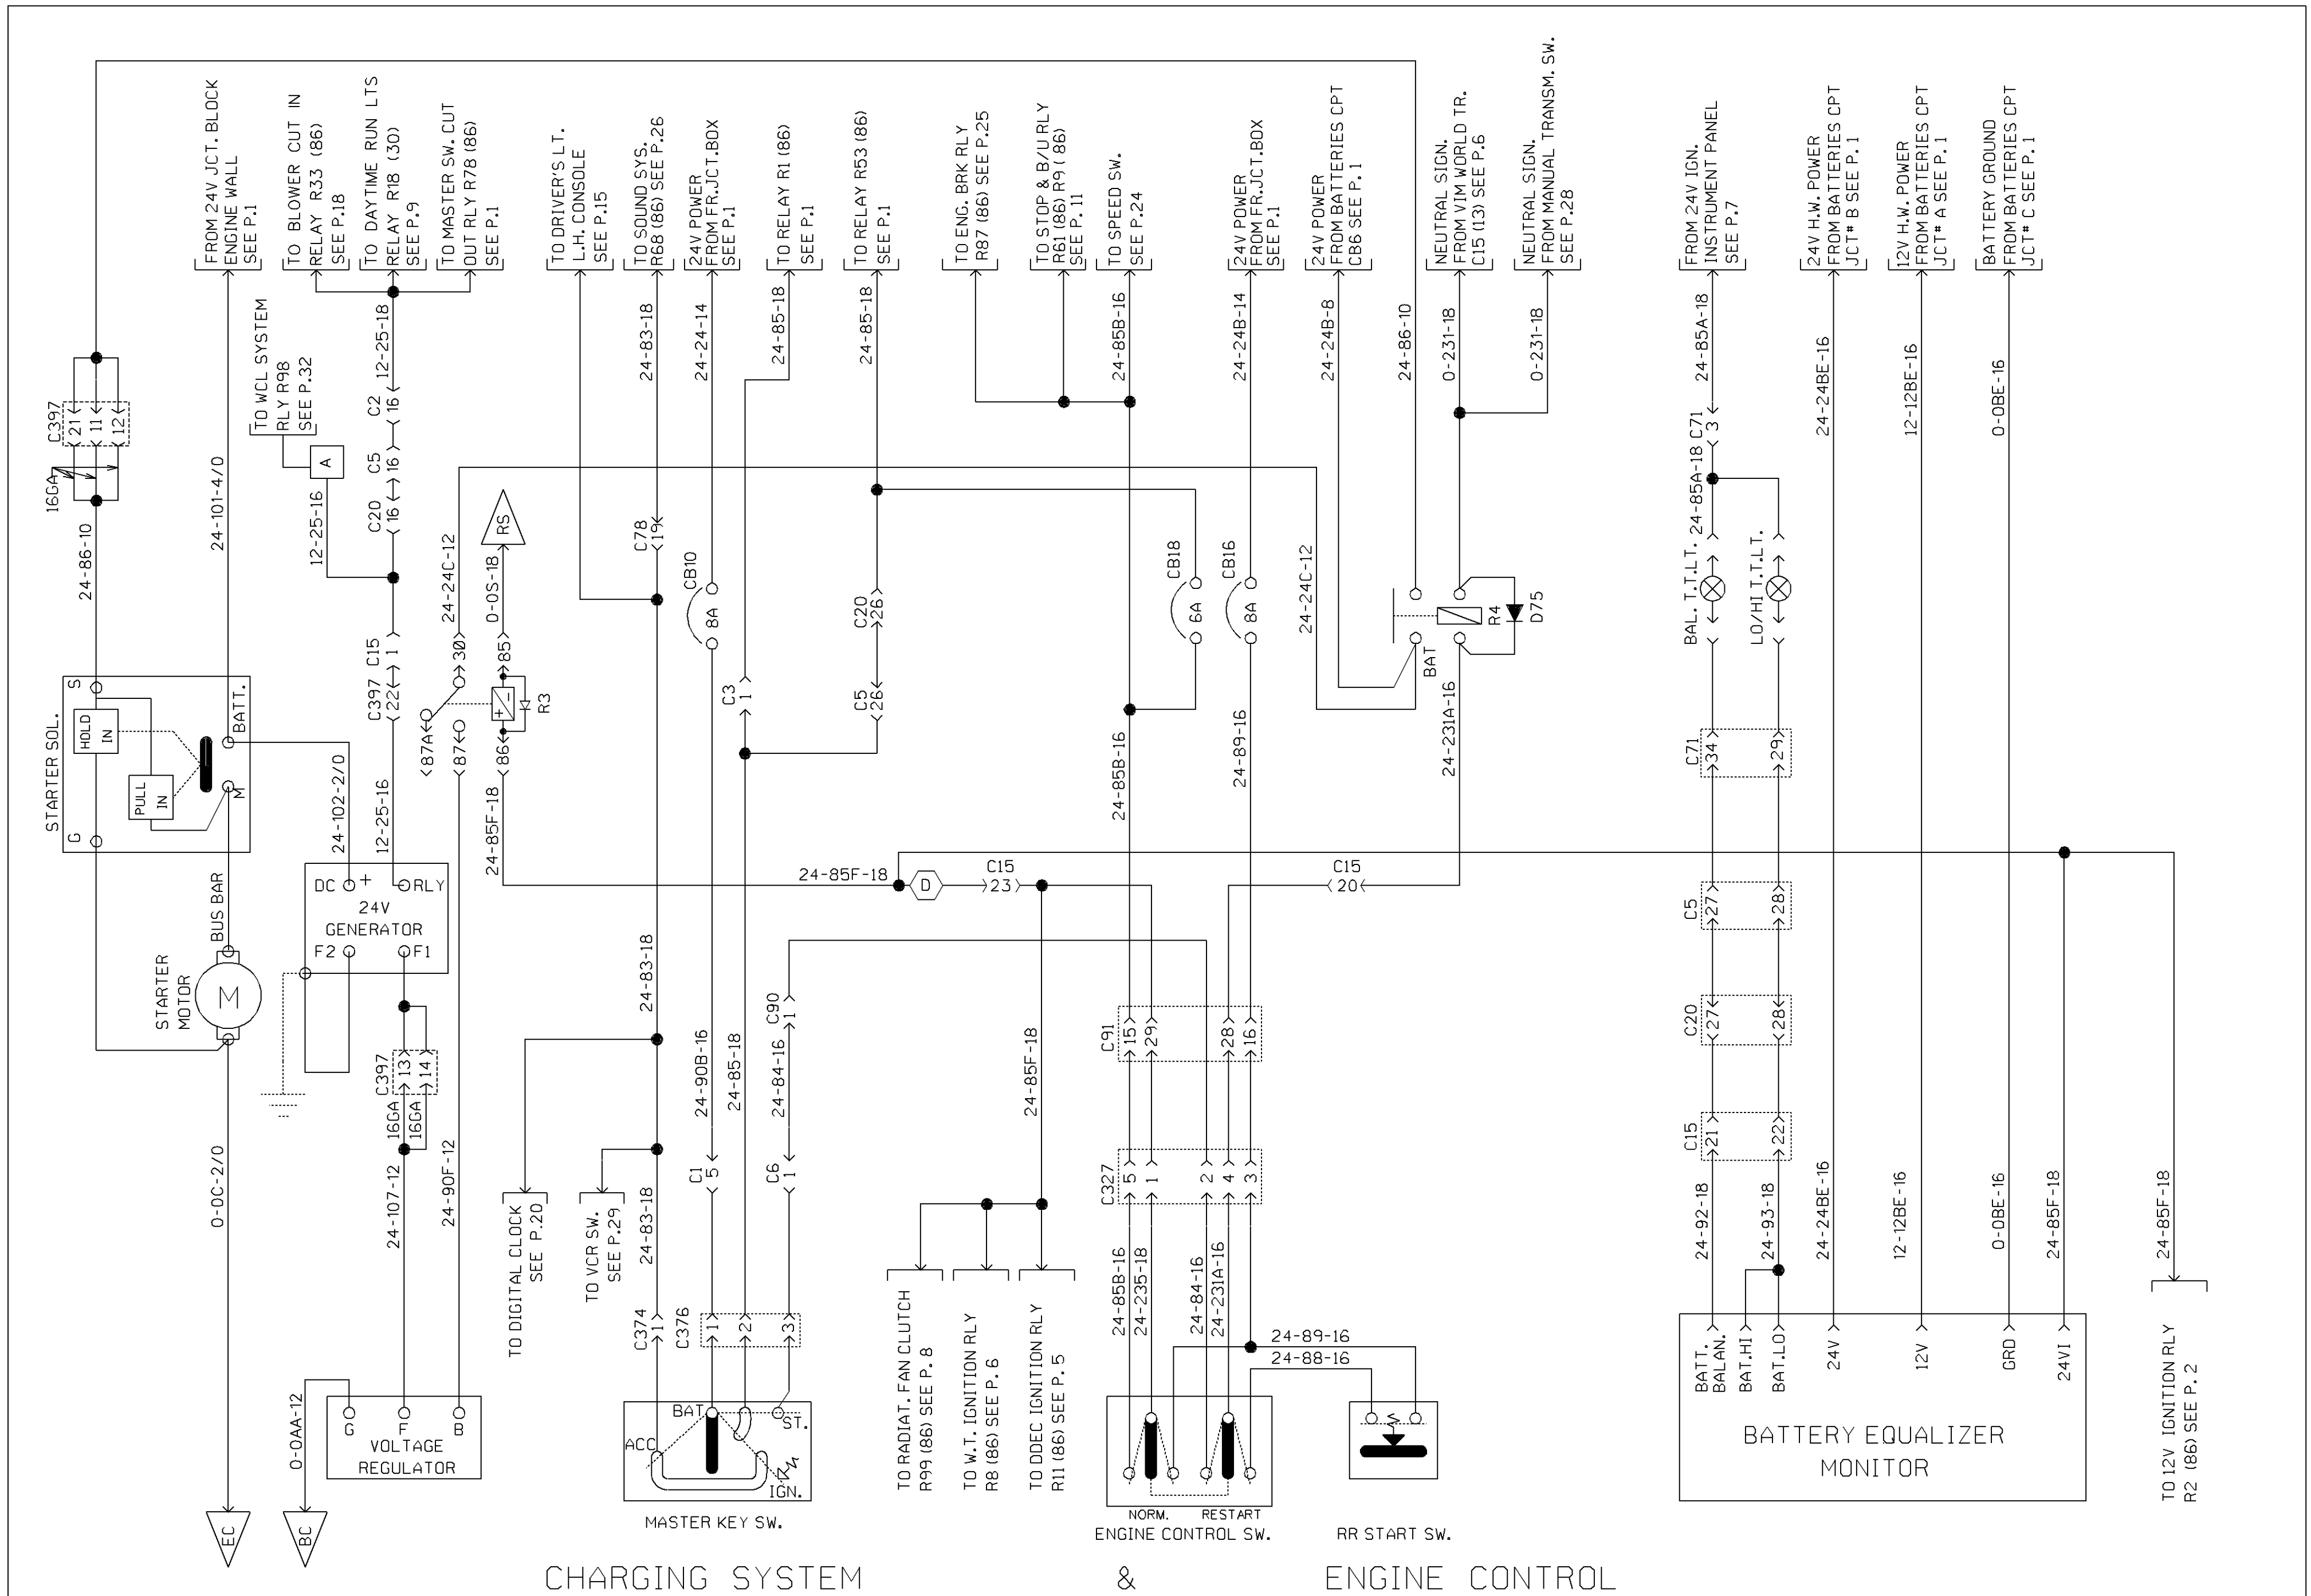 FROM 24V JCT. BLOCK
ENGINE WALL
SEE P.1
TO BLOWER CUT IN
RELAY R33 (86)
SEE P.18
TO DAYTIME RUN LTS
RELAY R18 (30)
SEE P.9
TO MASTER SW. CUT
OUT RLY R78 (86)
SEE P.1
TO DRIVER'S LT.
L.H. CONSOLE
SEE P.15
TO SOUND SYS.
R68 (86) SEE P.26
24V POWER
FROM FR.JCT.BOX
SEE P.1
TO RELAY R1 (86)
SEE P.1
TO RELAY R53 (86)
SEE P.1
TO ENG. BRK RLY
R87 (86) SEE P.25
TO STOP & B/U RLY
R61 (86) R9 (86)
SEE P. 11
TO SPEED SW.
SEE P.24
24V POWER
FROM FR.JCT.BOX
SEE P.1
24V POWER
FROM BATTERIES CPT
CB6 SEE P. 1
NEUTRAL SIGN.
FROM VIM WORLD TR.
C15 (13) SEE P.6
NEUTRAL SIGN.
FROM MANUAL TRANSM. SW.
SEE P.28
FROM 24V IGN.
INSTRUMENT PANEL
SEE P.7
24V H.W. POWER
FROM BATTERIES CPT
JCT# B SEE P. 1
12V H.W. POWER
FROM BATTERIES CPT
JCT# A SEE P. 1
BATTERY GROUND
FROM BATTERIES CPT
JCT# C SEE P. 1
C397
21
11
12
16GA
24-86-10
24-101-4/0
TO WCL SYSTEM
RLY R98
SEE P.32
A
12-25-16
12-25-18
C2
16
C5
16
C20
16
24-83-18
24-24-14
24-85-18
24-85-18
24-85B-16
24-24B-14
24-24B-8
24-86-10
0-231-18
0-231-18
24-85A-18
C71
3
24-85A-18
24-24BE-16
12-12BE-16
0-0BE-16
RS
0-0S-18
24-24C-12
C78
19
CB10
8A
C20
26
C5
26
CB18
6A
CB16
8A
24-24C-12
BAT
R4
D75
BAL. T.T.LT.
LO/HI T.T.LT.
STARTER SOL.
S
HOLD
IN
PULL
IN
G
BATT.
M
C15
1
C397
22
30
87A
87
85
86
R3
C3
1
24-102-2/0
12-25-16
24-85F-18
24-85B-16
24-89-16
24-231A-16
C71
34
29
BUS BAR
DC
+
RLY
24V
GENERATOR
F2
F1
24-85F-18
D
C15
23
C15
20
C5
27
28
STARTER
MOTOR
M
24-83-18
C90
1
24-90B-16
24-85-18
24-84-16
24-85F-18
C91
15
29
28
16
C20
27
28
C397
13
14
16GA
16GA
0-0C-2/0
24-107-12
24-90F-12
TO DIGITAL CLOCK
SEE P.20
TO VCR SW.
SEE P.29
24-83-18
C1
5
C6
1
C327
5
1
2
4
3
C15
21
22
24-92-18
24-93-18
24-24BE-16
12-12BE-16
0-0BE-16
24-85F-18
24-85F-18
24-85B-16
24-235-18
24-84-16
24-231A-16
24-89-16
24-88-16
C374
1
C376
1
2
3
TO RADIAT. FAN CLUTCH
R99 (86) SEE P. 8
TO W.T. IGNITION RLY
R8 (86) SEE P. 6
TO DDEC IGNITION RLY
R11 (86) SEE P. 5
0-0AA-12
G
F
B
VOLTAGE
REGULATOR
BAT
ACC
ST.
IGN.
MASTER KEY SW.
NORM.
RESTART
ENGINE CONTROL SW.
RR START SW.
BATT.
BALAN.
BAT.HI
BAT.LO
24V
12V
GRD
24VI
BATTERY EQUALIZER
MONITOR
TO 12V IGNITION RLY
R2 (86) SEE P. 2
EC
BC
CHARGING SYSTEM & ENGINE CONTROL